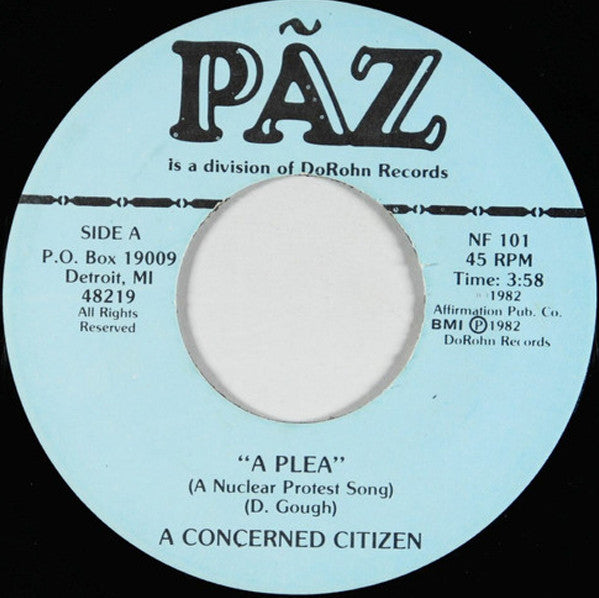 PÃZ
is a division of DoRohn Records
SIDE A
P.O. Box 19009
Detroit, MI
48219
All Rights
Reserved
NF 101
45 RPM
Time: 3:58
1982
Affirmation Pub. Co.
BMI Ⓟ1982
DoRohn Records
"A PLEA"
(A Nuclear Protest Song)
(D. Gough)
A CONCERNED CITIZEN